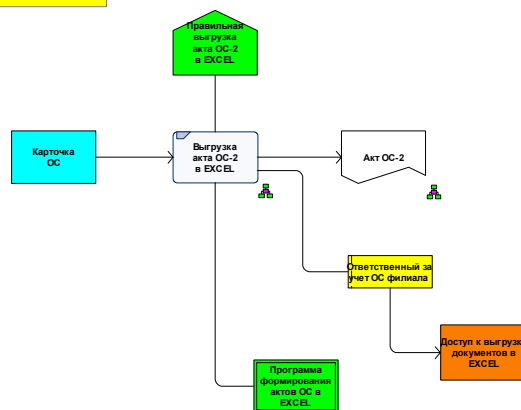 Правильная
выгрузка
акта ОС-2
в EXCEL
Карточка
ОС
Выгрузка
акта ОС-2
в EXCEL
Акт ОС-2
Ответственный за
учет ОС филиала
Доступ к выгрузк
документов в
EXCEL
Программа
формирования
актов ОС в
EXCEL